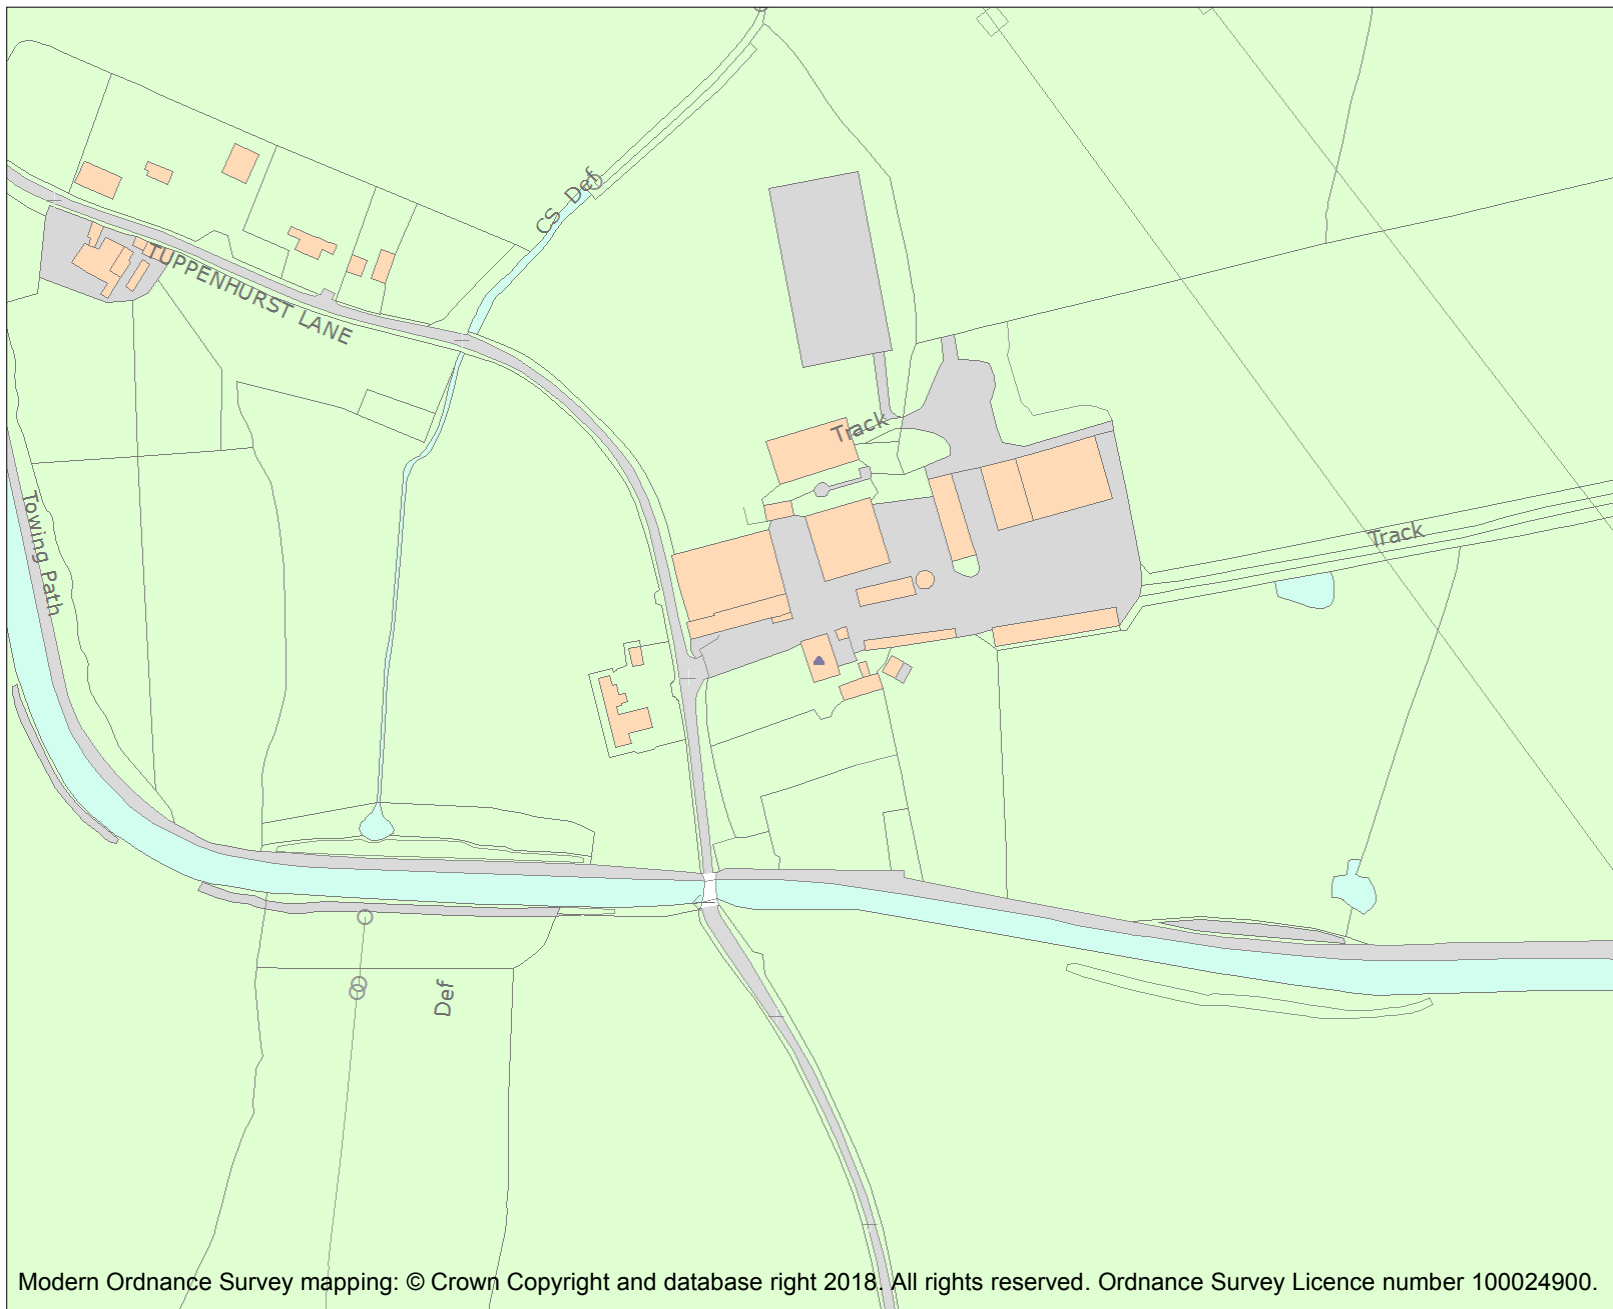 CS Def
TUPPENHURST LANE
Track
Towing Path
Track
Def
Modern Ordnance Survey mapping: © Crown Copyright and database right 2018. All rights reserved. Ordnance Survey Licence number 100024900.